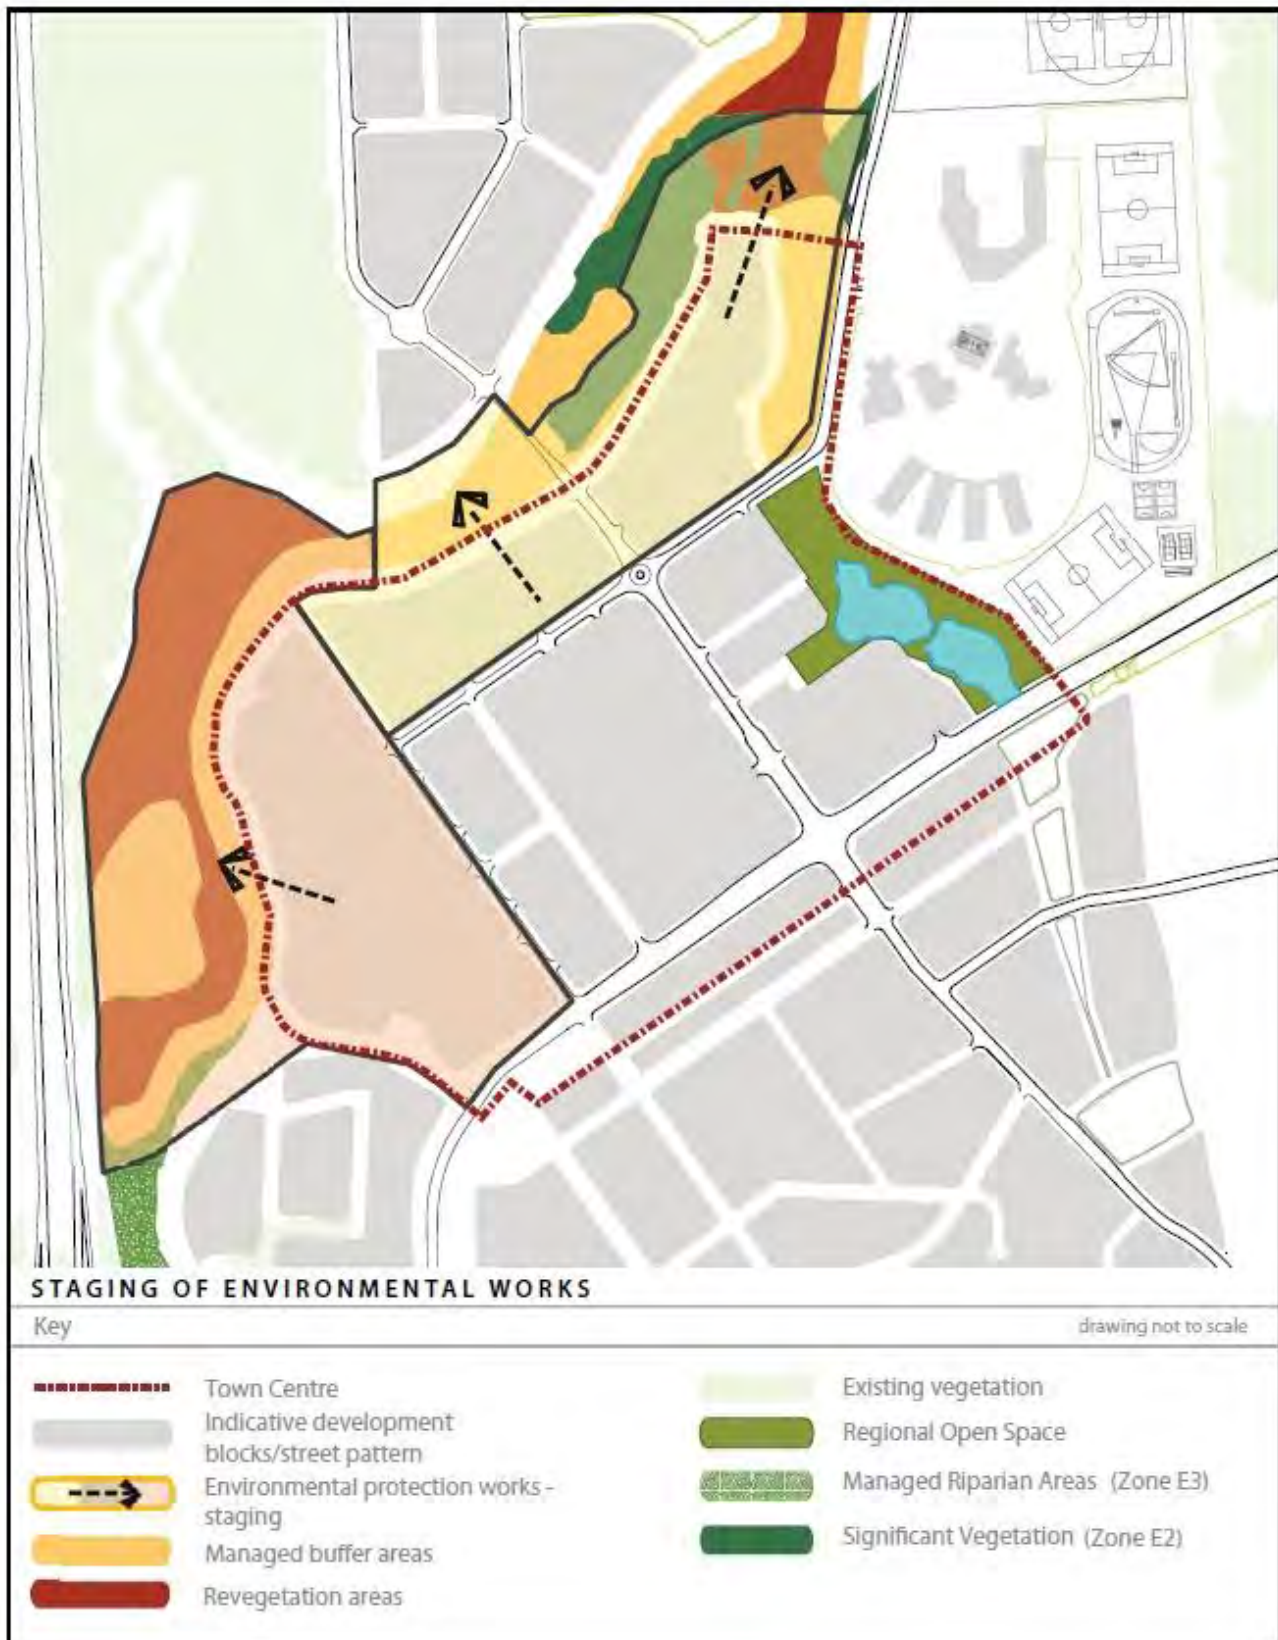 STAGING OF ENVIRONMENTAL WORKS
Key
drawing not to scale
Town Centre
Indicative development
blocks/street pattern
Environmental protection works -
staging
Managed buffer areas
Revegetation areas
Existing vegetation
Regional Open Space
Managed Riparian Areas (Zone E3)
Significant Vegetation (Zone E2)